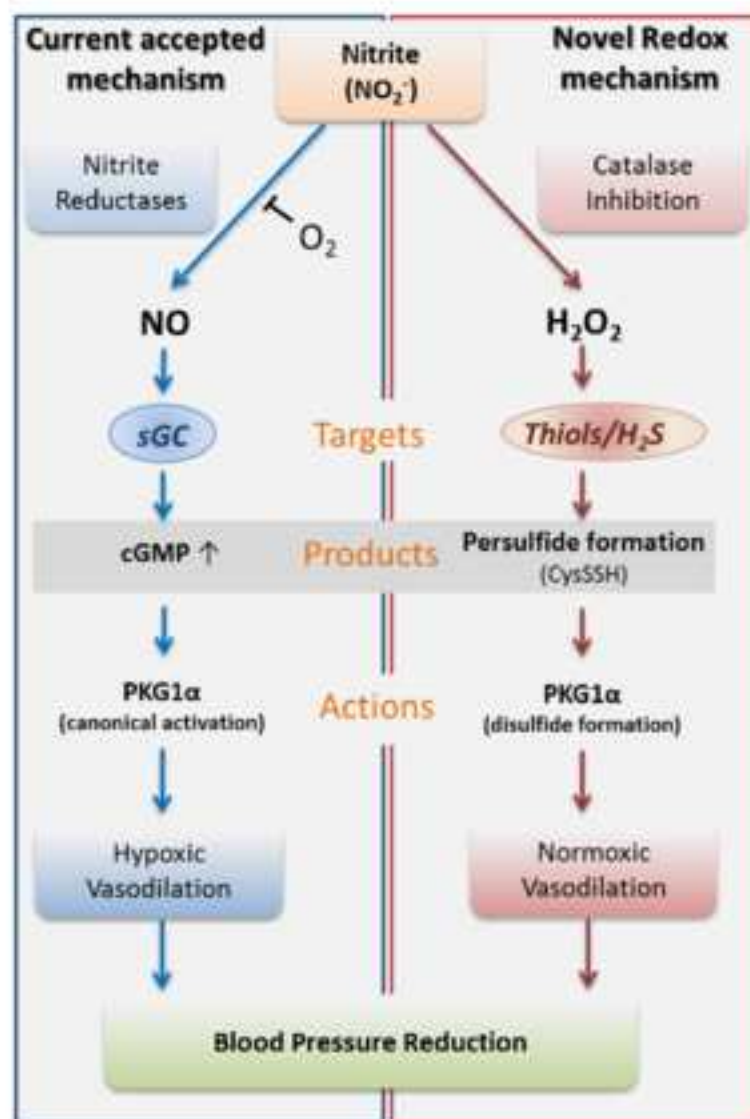 Current accepted
mechanism
Nitrite
(NO₂⁻)
Novel Redox
mechanism
Nitrite
Reductases
Catalase
Inhibition
O₂
NO
H₂O₂
sGC
Targets
Thiols/H₂S
cGMP ↑
Products
Persulfide formation
(CysSSH)
PKG1α
(canonical activation)
Actions
PKG1α
(disulfide formation)
Hypoxic
Vasodilation
Normoxic
Vasodilation
Blood Pressure Reduction